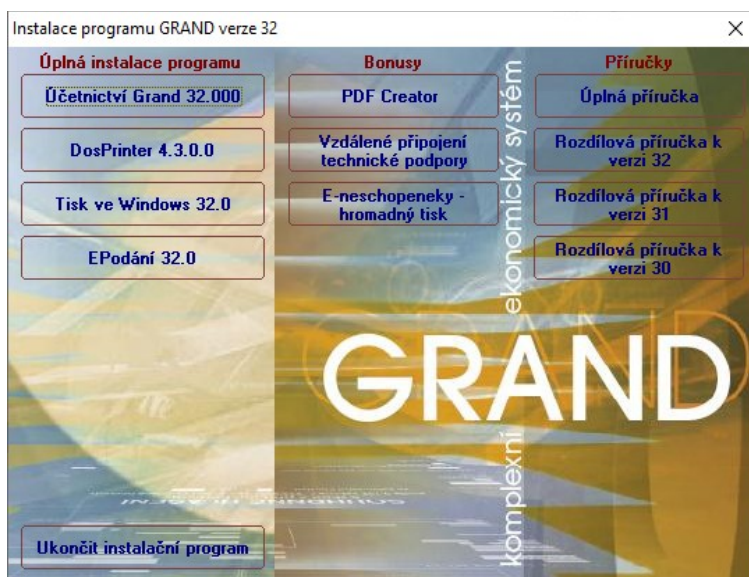 Instalace programu GRAND verze 32
Úplná instalace programu
Účetnictví Grand 32.000
DosPrinter 4.3.0.0
Tisk ve Windows 32.0
EPodání 32.0
Ukončit instalační program
Bonusy
PDF Creator
Vzdálené připojení
technické podpory
E-neschopeneky -
hromadný tisk
Příručky
Úplná příručka
Rozdílová příručka k
verzi 32
Rozdílová příručka k
verzi 31
Rozdílová příručka k
verzi 30
komplexní ekonomický systém
GRAND